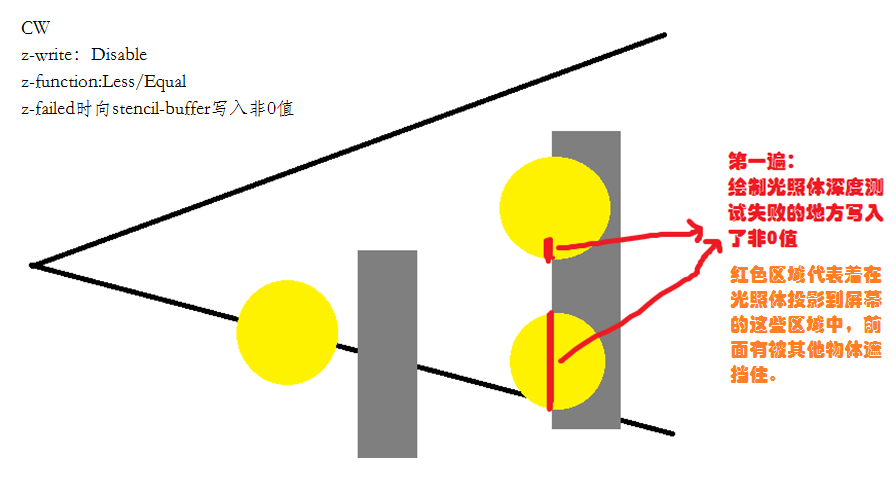 CW
z-write：Disable
z-function:Less/Equal
z-failed时向stencil-buffer写入非0值
第一遍：
绘制光照体深度测
试失败的地方写入
了非0值
红色区域代表着在
光照体投影到屏幕
的这些区域中，前
面有被其他物体遮
挡住。